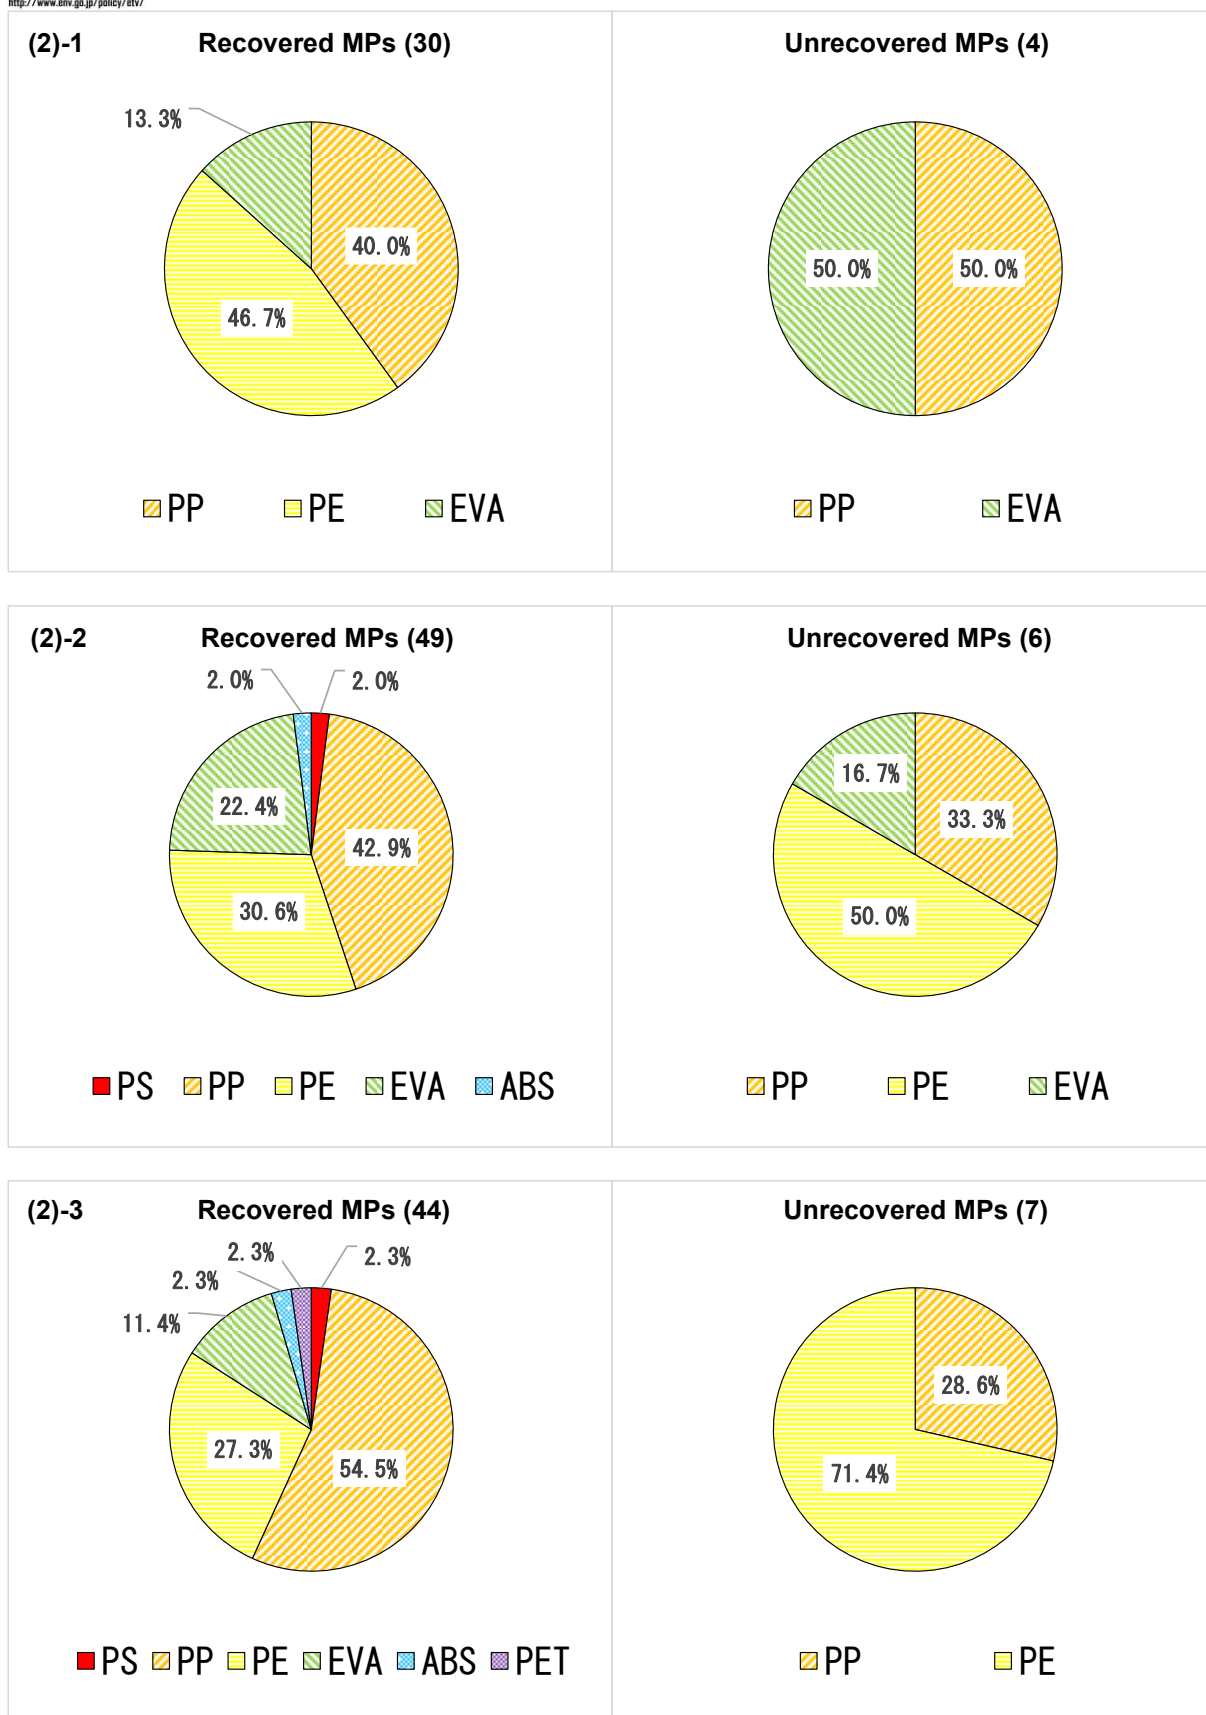 http://www.env.go.jp/policy/etv/
(2)-1 Recovered MPs (30)
13.3%
40.0%
46.7%
PP PE EVA
Unrecovered MPs (4)
50.0% 50.0%
PP EVA
(2)-2 Recovered MPs (49)
2.0% 2.0%
22.4%
42.9%
30.6%
PS PP PE EVA ABS
Unrecovered MPs (6)
16.7%
33.3%
50.0%
PP PE EVA
(2)-3 Recovered MPs (44)
2.3% 2.3%
2.3%
11.4%
27.3%
54.5%
PS PP PE EVA ABS PET
Unrecovered MPs (7)
28.6%
71.4%
PP PE